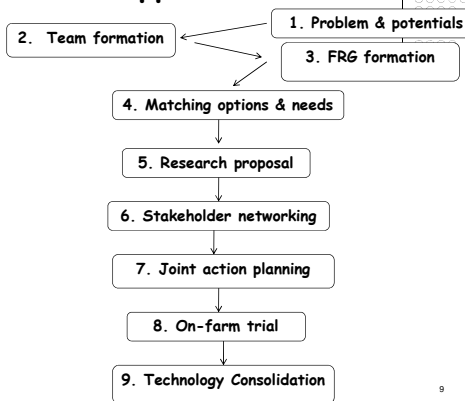 1. Problem & potentials
2. Team formation
3. FRG formation
4. Matching options & needs
5. Research proposal
6. Stakeholder networking
7. Joint action planning
8. On-farm trial
9. Technology Consolidation
9